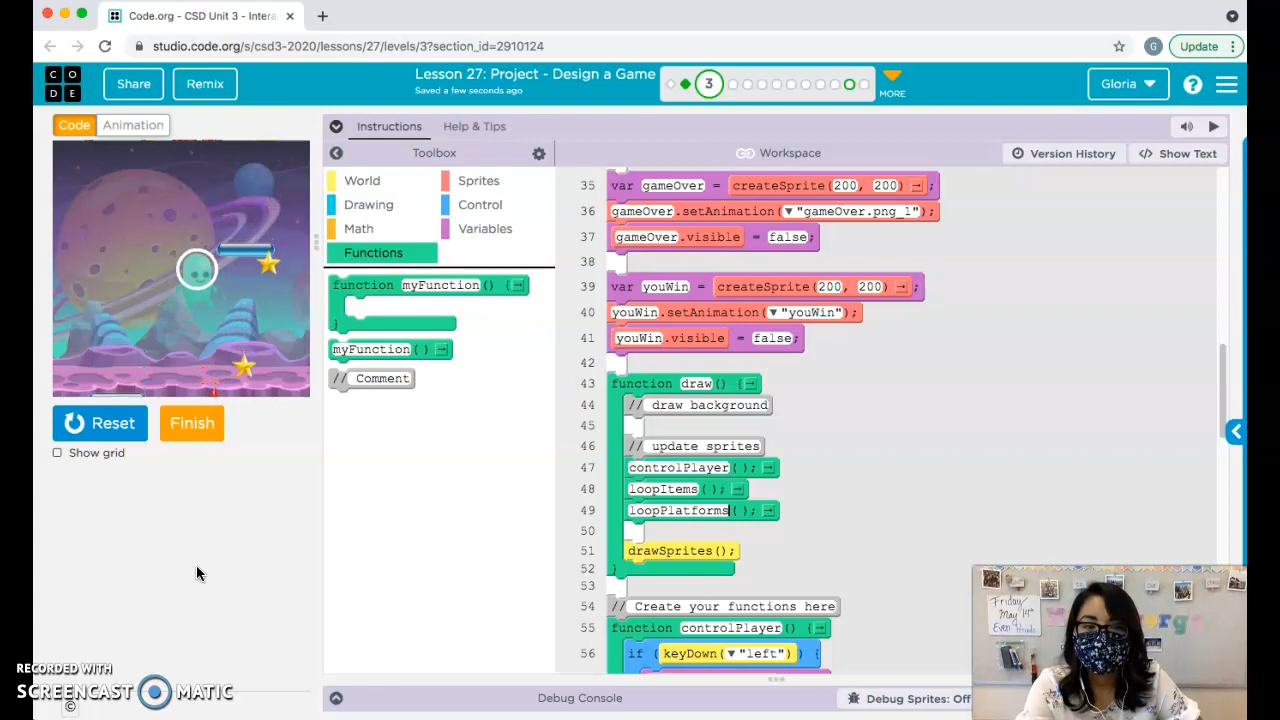 Code.org - CSD Unit 3 - Intera
studio.code.org/s/csd3-2020/lessons/27/levels/3?section_id=2910124
G
Update
C O
D E
Share
Remix
Lesson 27: Project - Design a Game
Saved a few seconds ago
3
MORE
Gloria
Code
Animation
Instructions
Help & Tips
Toolbox
Workspace
Version History
</> Show Text
World
Sprites
Drawing
Control
Math
Variables
Functions
function myFunction() {
}
myFunction()
// Comment
Reset
Finish
Show grid
35 var gameOver = createSprite(200, 200);
36 gameOver.setAnimation("gameOver.png_1");
37 gameOver.visible = false;
38
39 var youWin = createSprite(200, 200);
40 youWin.setAnimation("youWin");
41 youWin.visible = false;
42
43 function draw() {
44 // draw background
45
46 // update sprites
47 controlPlayer();
48 loopItems();
49 loopPlatforms();
50
51 drawSprites();
52 }
53
54 // Create your functions here
55 function controlPlayer() {
56 if (keyDown("left")) {
Debug Console
Debug Sprites: Off
RECORDED WITH
SCREENCAST MATIC
©
Friday
May 14th